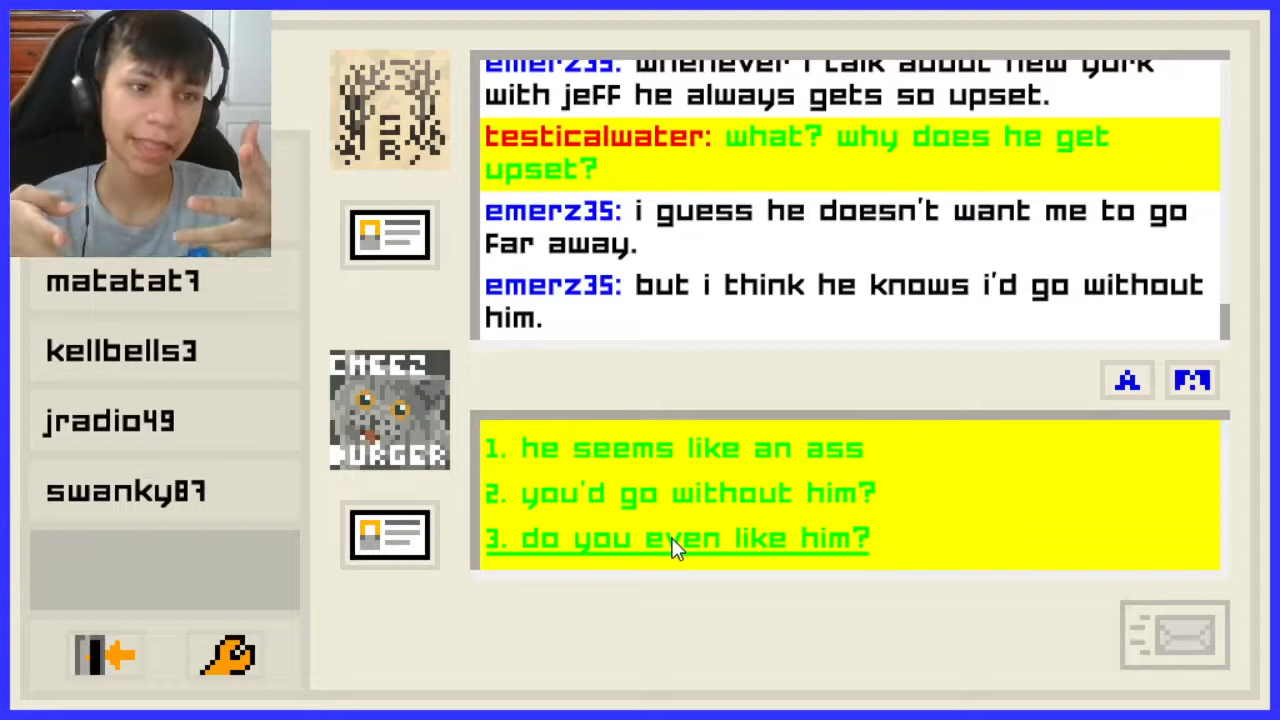 emerz35: whenever i talk about new york
with jeff he always gets so upset.
testicalwater: what? why does he get
upset?
emerz35: i guess he doesn't want me to go
far away.
emerz35: but i think he knows i'd go without
him.
matatat7
kellbells3
jradio49
swanky87
S
R
CHEEZ
BURGER
A
1. he seems like an ass
2. you'd go without him?
3. do you even like him?